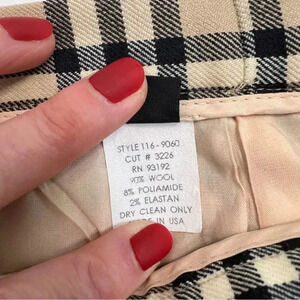 STYLE 116-9060
CUT # 3226
RN 93192
90% WOOL
8% POLIAMIDE
2% ELASTAN
DRY CLEAN ONLY
IN USA